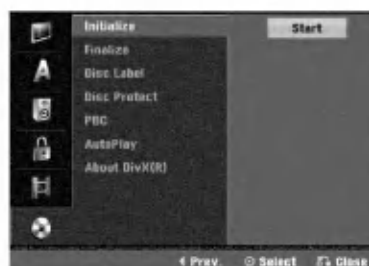 Initialize
Start
Finalize
Disc Label
Disc Protect
PBC
AutoPlay
About DivX(R)
Prev. Select Close